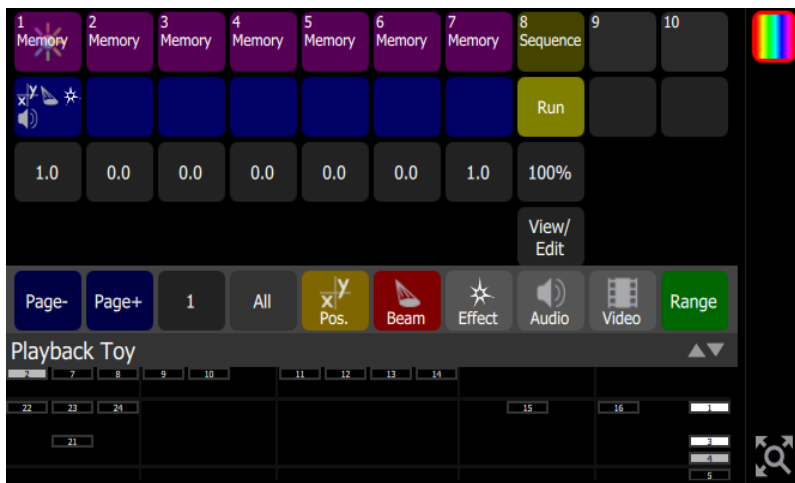 1 2 3 4 5 6 7 8 9 10
Memory Memory Memory Memory Memory Memory Memory Sequence
x y Run
1.0 0.0 0.0 0.0 0.0 0.0 1.0 100%
View/
Edit
Page- Page+ 1 All x y Pos. Beam Effect Audio Video Range
Playback Toy
2 7 8 9 10 11 12 13 14
22 23 24 15 16 1
21 3
4
5